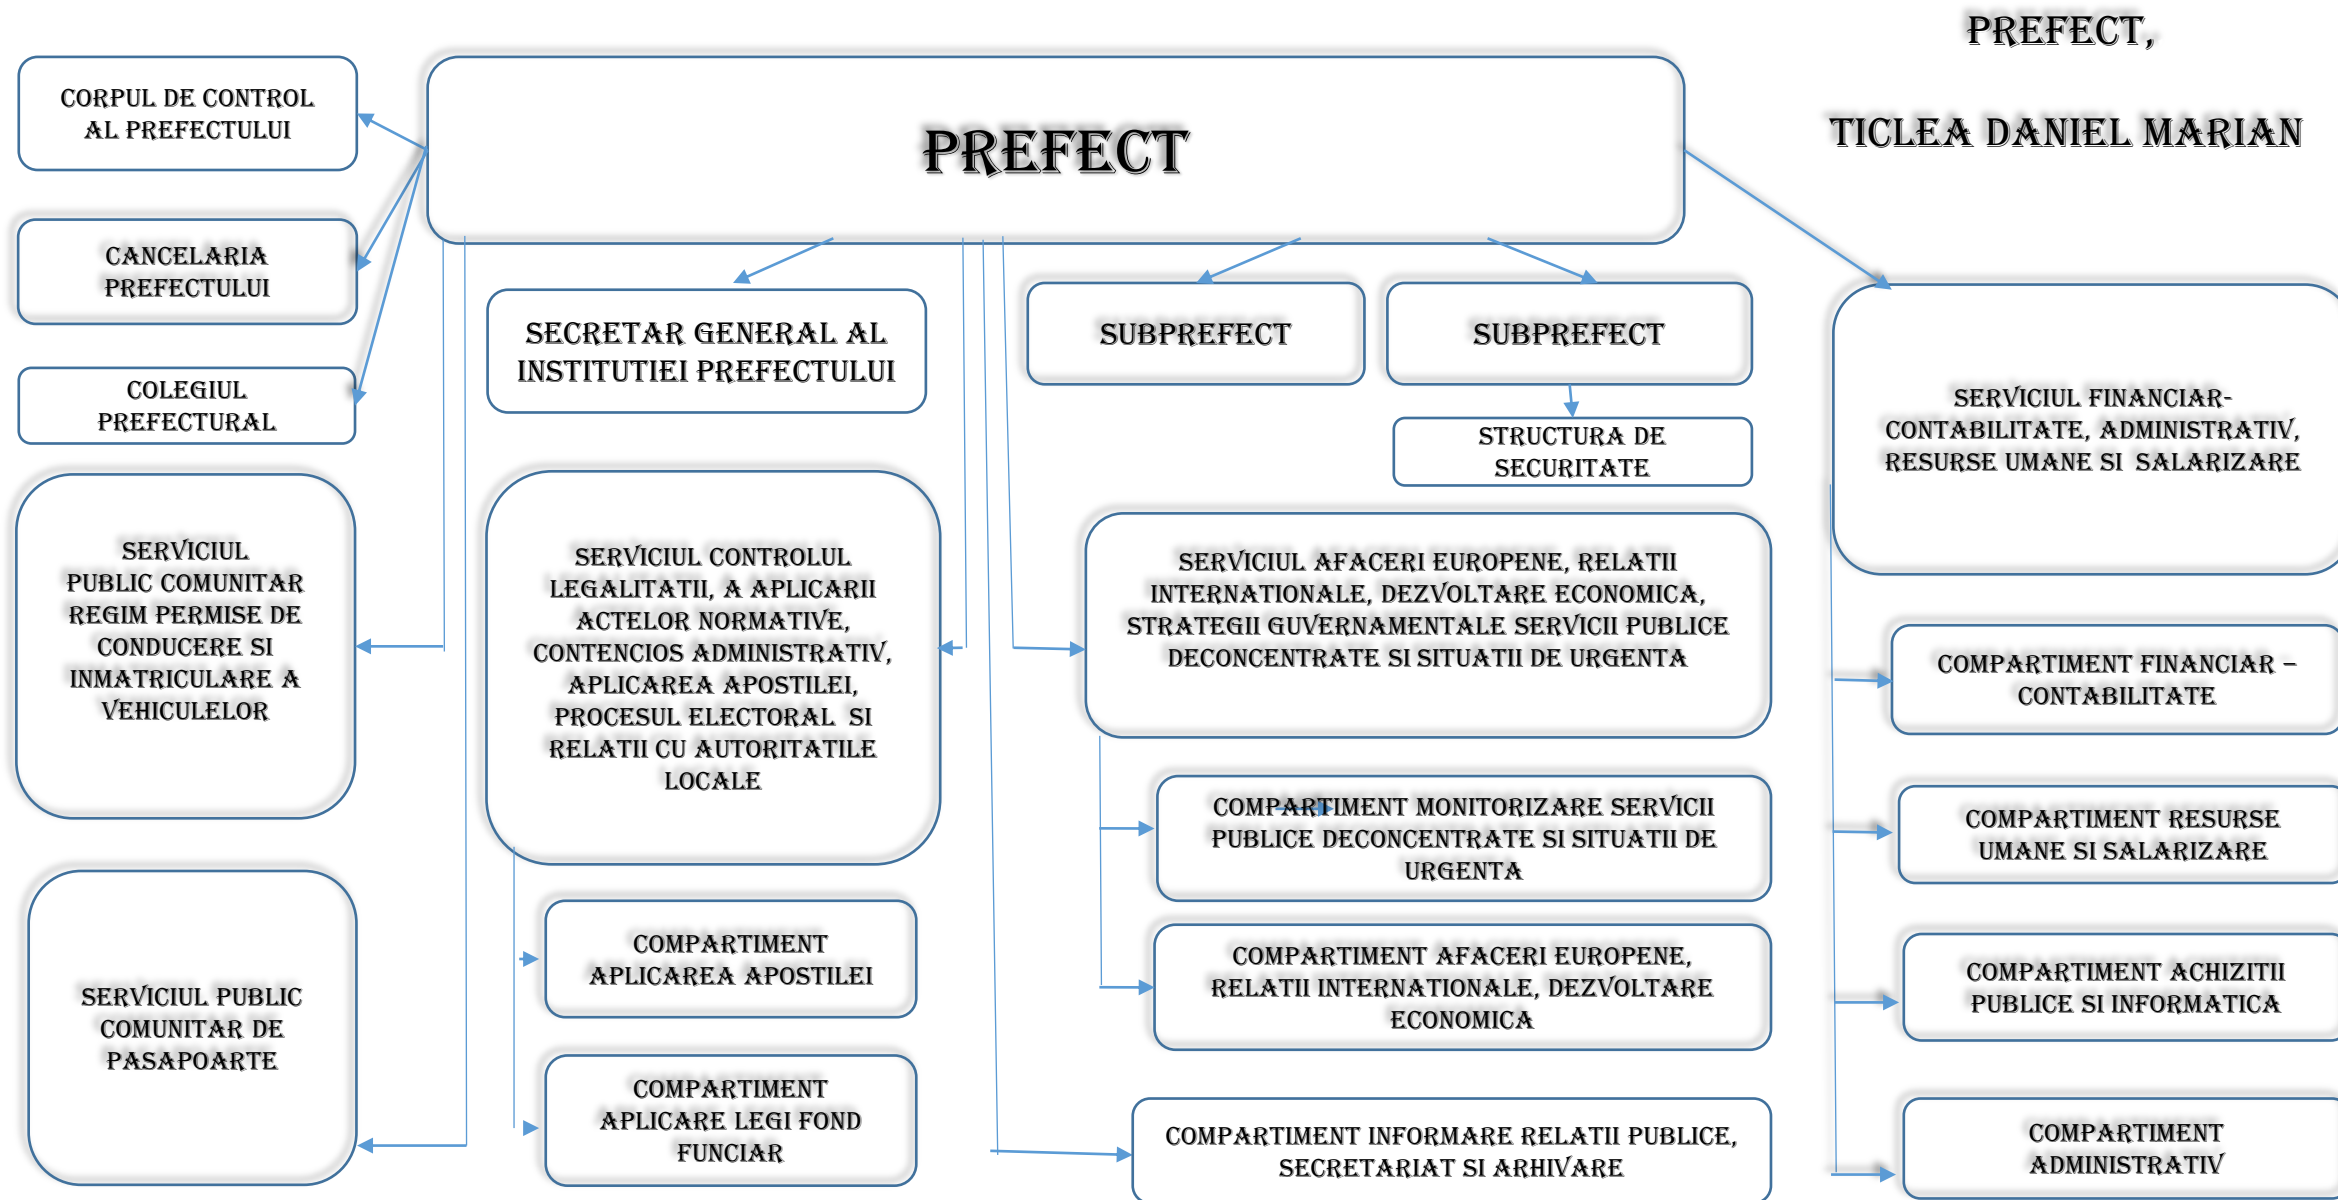 PREFECT,
TICLEA DANIEL MARIAN
PREFECT
CORPUL DE CONTROL
AL PREFECTULUI
CANCELARIA
PREFECTULUI
COLEGIUL
PREFECTURAL
SECRETAR GENERAL AL
INSTITUTIEI PREFECTULUI
SUBPREFECT
SUBPREFECT
STRUCTURA DE
SECURITATE
SERVICIUL FINANCIAR-
CONTABILITATE, ADMINISTRATIV,
RESURSE UMANE SI SALARIZARE
SERVICIUL
PUBLIC COMUNITAR
REGIM PERMISE DE
CONDUCERE SI
INMATRICULARE A
VEHICULELOR
SERVICIUL CONTROLUL
LEGALITATII, A APLICARII
ACTELOR NORMATIVE,
CONTENCIOS ADMINISTRATIV,
APLICAREA APOSTILEI,
PROCESUL ELECTORAL SI
RELATII CU AUTORITATILE
LOCALE
SERVICIUL AFACERI EUROPENE, RELATII
INTERNATIONALE, DEZVOLTARE ECONOMICA,
STRATEGII GUVERNAMENTALE SERVICII PUBLICE
DECONCENTRATE SI SITUATII DE URGENTA
COMPARTIMENT FINANCIAR –
CONTABILITATE
COMPARTIMENT MONITORIZARE SERVICII
PUBLICE DECONCENTRATE SI SITUATII DE
URGENTA
COMPARTIMENT RESURSE
UMANE SI SALARIZARE
SERVICIUL PUBLIC
COMUNITAR DE
PASAPOARTE
COMPARTIMENT
APLICAREA APOSTILEI
COMPARTIMENT AFACERI EUROPENE,
RELATII INTERNATIONALE, DEZVOLTARE
ECONOMICA
COMPARTIMENT ACHIZITII
PUBLICE SI INFORMATICA
COMPARTIMENT
APLICARE LEGI FOND
FUNCIAR
COMPARTIMENT INFORMARE RELATII PUBLICE,
SECRETARIAT SI ARHIVARE
COMPARTIMENT
ADMINISTRATIV